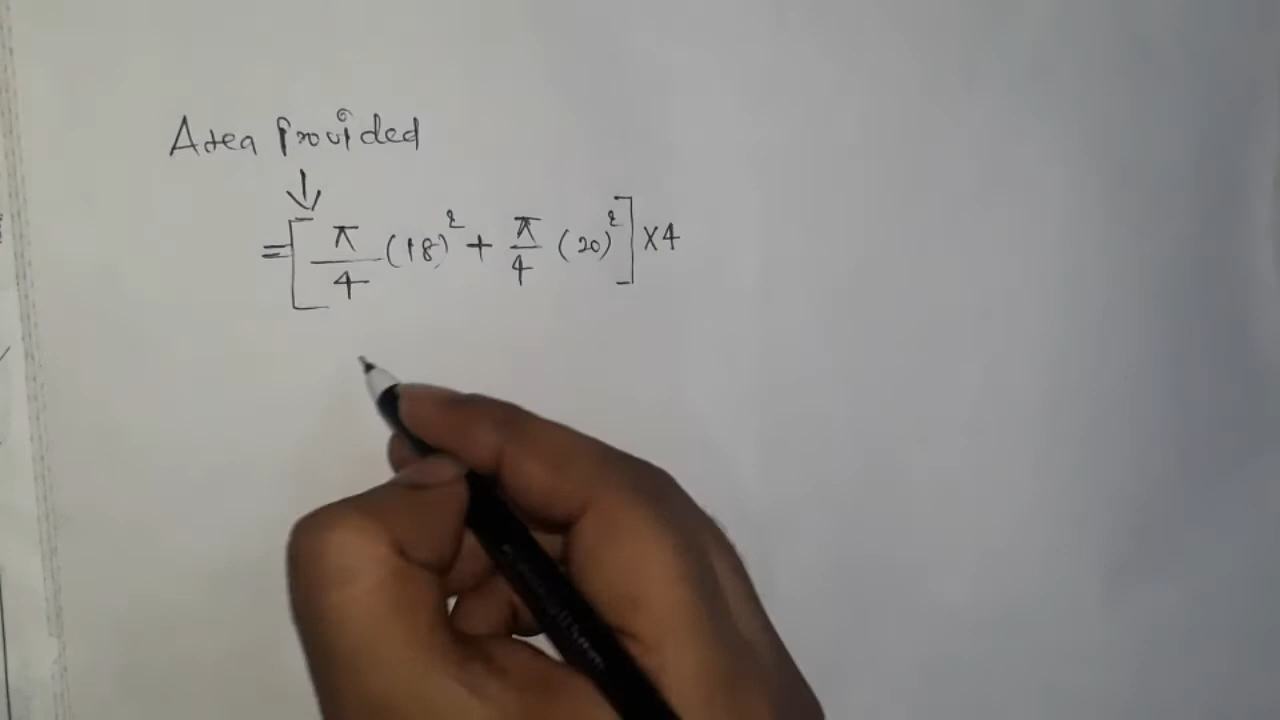 Area Provided
↓
= [π/4 (18)² + π/4 (20)²] × 4